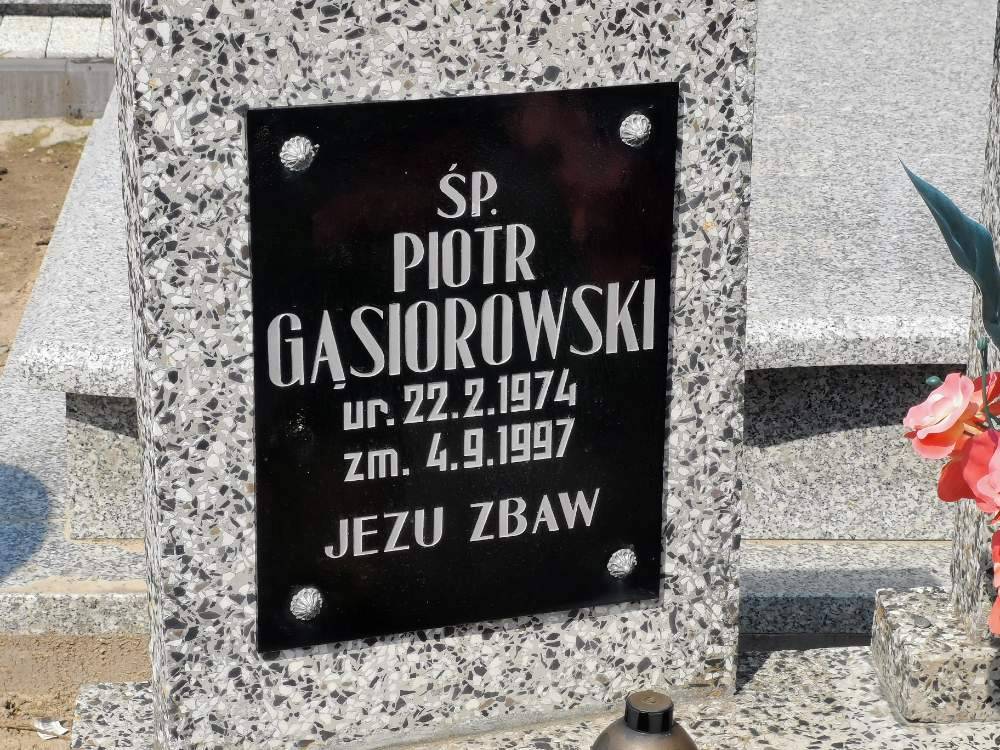 ŚP.
PIOTR
GĄSIOROWSKI
ur. 22.2.1974
zm. 4.9.1997
JEZU ZBAW